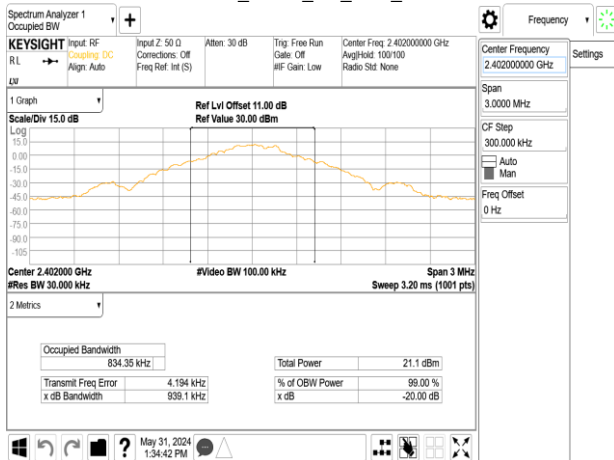 Spectrum Analyzer 1
Occupied BW
KEYSIGHT
RL
LXI
Input: RF
Coupling: DC
Align: Auto
Input Z: 50 Ω
Corrections: Off
Freq Ref: Int (S)
Atten: 30 dB
Trig: Free Run
Gate: Off
#IF Gain: Low
Center Freq: 2.402000000 GHz
Avg|Hold: 100/100
Radio Std: None
1 Graph
Scale/Div 15.0 dB
Ref Lvl Offset 11.00 dB
Ref Value 30.00 dBm
Log
15.0
0.00
-15.0
-30.0
-45.0
-60.0
-75.0
-90.0
-105
Center 2.402000 GHz
#Res BW 30.000 kHz
#Video BW 100.00 kHz
Span 3 MHz
Sweep 3.20 ms (1001 pts)
2 Metrics
Occupied Bandwidth
834.35 kHz
Transmit Freq Error 4.194 kHz
x dB Bandwidth 939.1 kHz
Total Power 21.1 dBm
% of OBW Power 99.00 %
x dB -20.00 dB
May 31, 2024
1:34:42 PM
Frequency
Settings
Center Frequency
2.402000000 GHz
Span
3.0000 MHz
CF Step
300.000 kHz
Auto
Man
Freq Offset
0 Hz